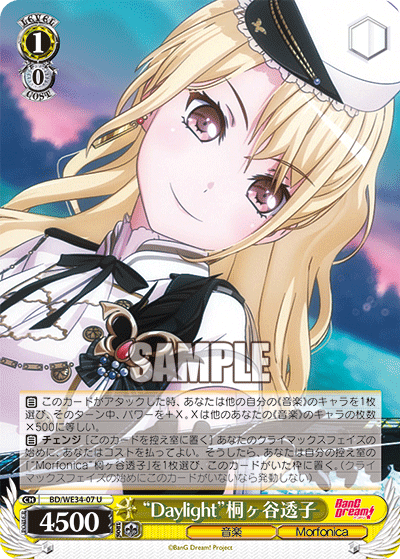 LEVEL
1
0
COST
SAMPLE
自 このカードがアタックした時、あなたは他の自分の《音楽》のキャラを1枚
選び、そのターン中、パワーを＋X。Xは他のあなたの《音楽》のキャラの枚数
×500に等しい。
自 チェンジ ［このカードを控え室に置く］ あなたのクライマックスフェイズの
始めに、あなたはコストを払ってよい。そうしたら、あなたは自分の控え室の
「“Morfonica” 桐ヶ谷透子」を1枚選び、このカードがいた枠に置く。（クライマッ
クスフェイズの始めにこのカードがいないなら発動しない）
CH BD/WE34-07 U
“Daylight”桐ヶ谷透子
BanG Dream!
POWER
4500
SOUL
音楽
Morfonica
©BanG Dream! Project